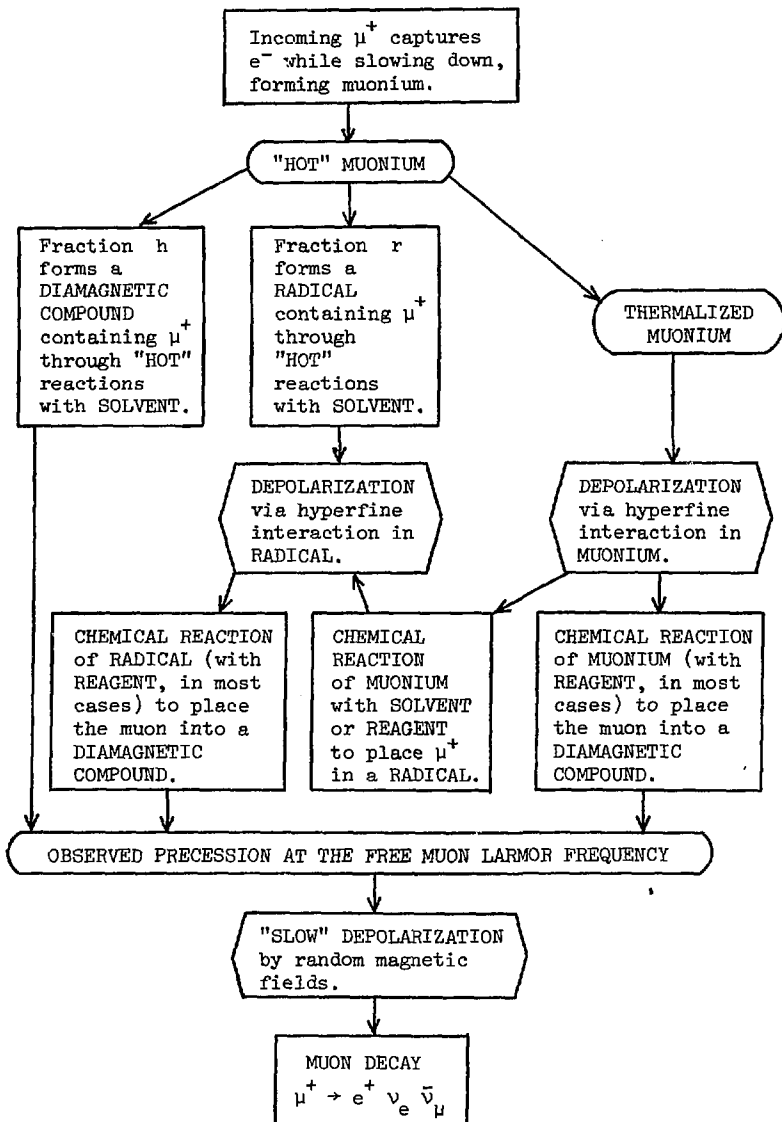 Incoming μ⁺ captures
e⁻ while slowing down,
forming muonium.
"HOT" MUONIUM
Fraction h
forms a
DIAMAGNETIC
COMPOUND
containing μ⁺
through "HOT"
reactions
with SOLVENT.
Fraction r
forms a
RADICAL
containing μ⁺
through
"HOT"
reactions
with SOLVENT.
THERMALIZED
MUONIUM
DEPOLARIZATION
via hyperfine
interaction in
RADICAL.
DEPOLARIZATION
via hyperfine
interaction in
MUONIUM.
CHEMICAL REACTION
of RADICAL (with
REAGENT, in most
cases) to place
the muon into a
DIAMAGNETIC
COMPOUND.
CHEMICAL
REACTION
of MUONIUM
with SOLVENT
or REAGENT
to place μ⁺
in a RADICAL.
CHEMICAL REACTION
of MUONIUM (with
REAGENT, in most
cases) to place
the muon into a
DIAMAGNETIC
COMPOUND.
OBSERVED PRECESSION AT THE FREE MUON LARMOR FREQUENCY
"SLOW" DEPOLARIZATION
by random magnetic
fields.
MUON DECAY
μ⁺ → e⁺ νₑ ν̄_μ